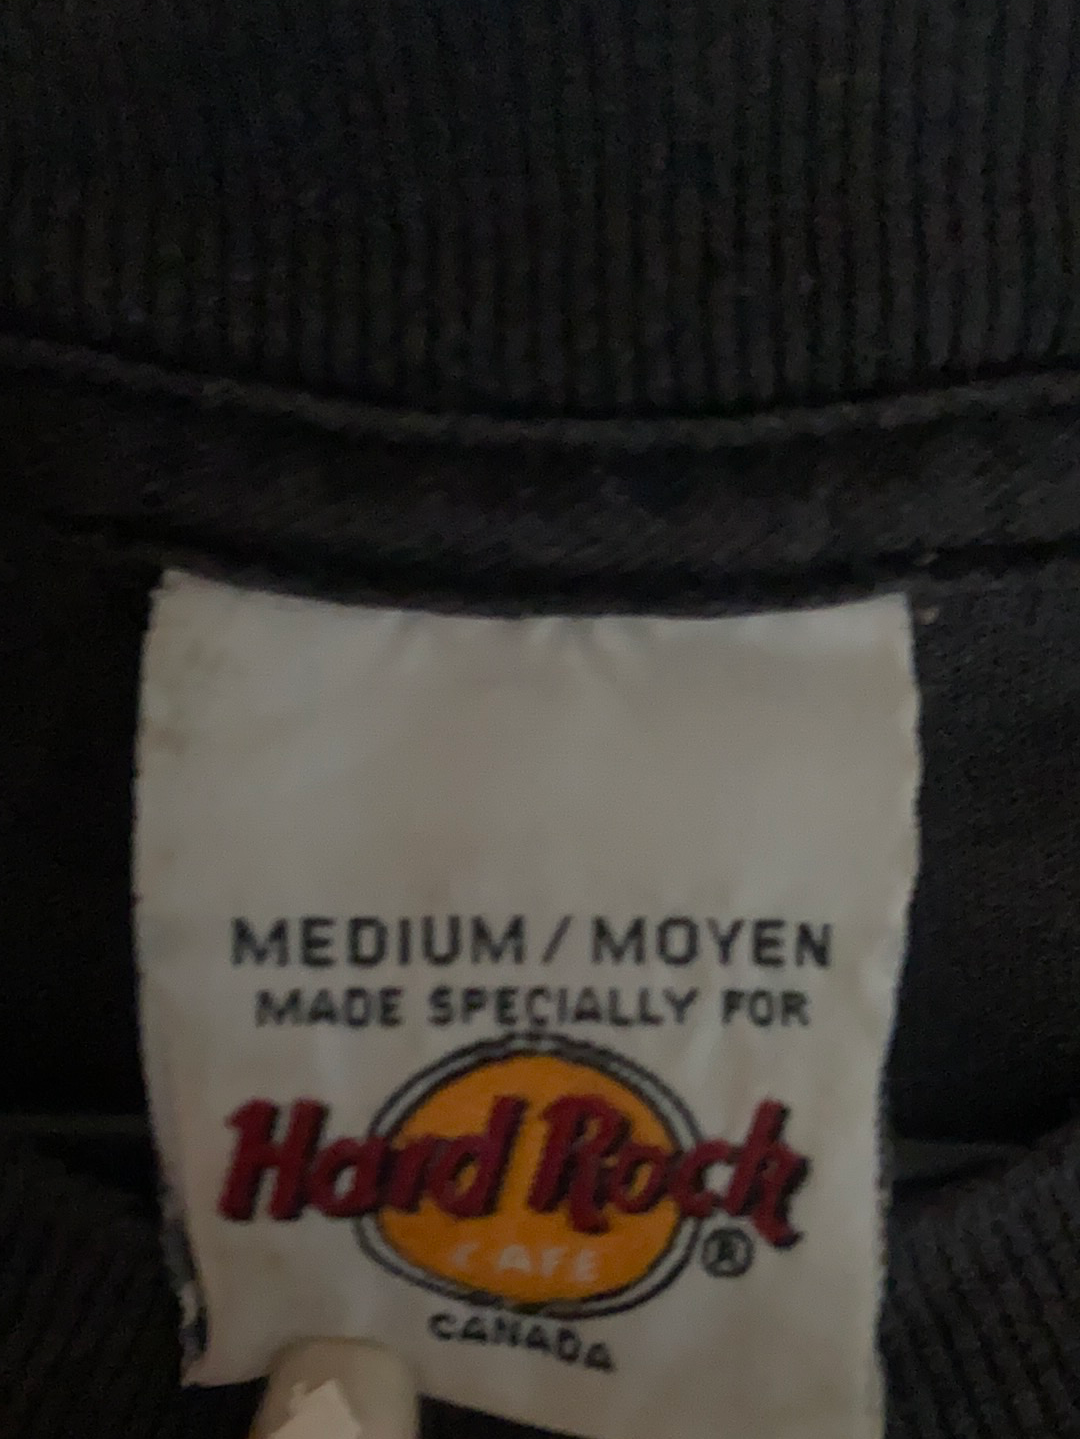 MEDIUM / MOYEN
MADE SPECIALLY FOR
Hard Rock
CAFE
®
CANADA